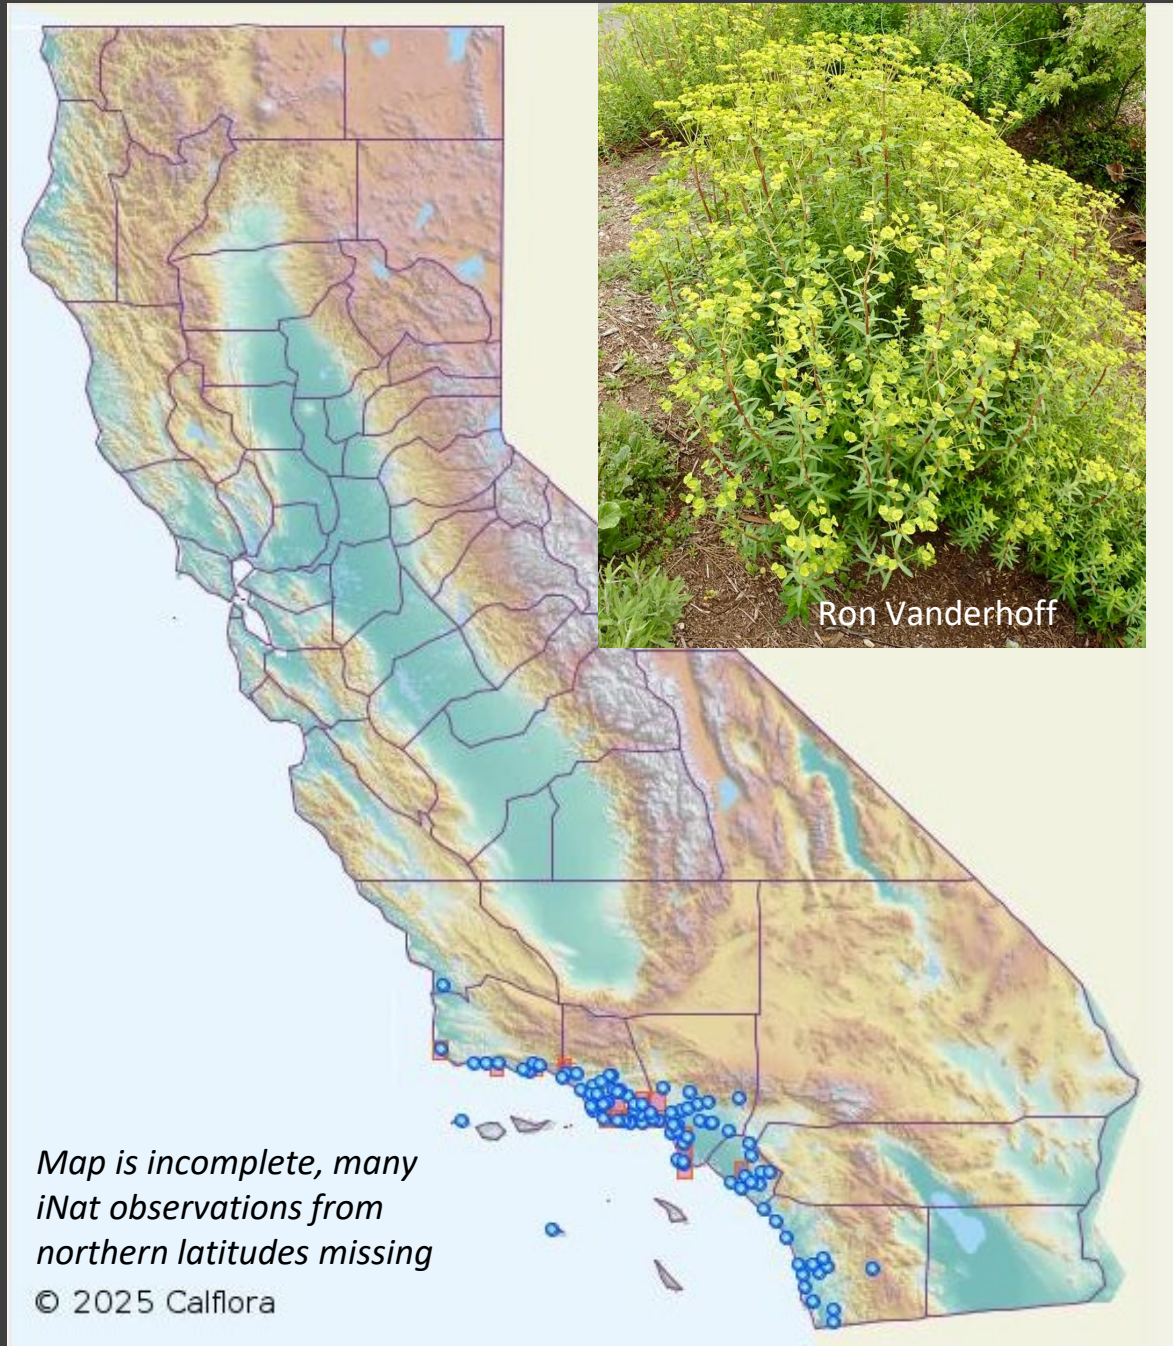 Ron Vanderhoff
Map is incomplete, many
iNat observations from
northern latitudes missing
© 2025 Calflora